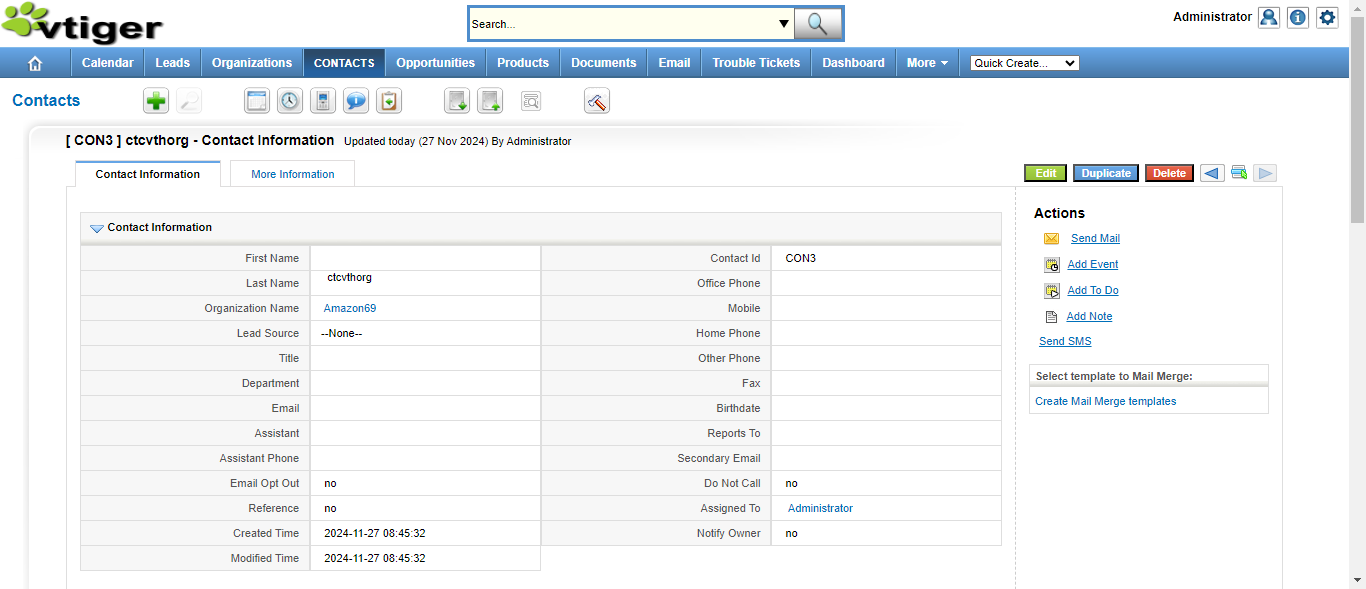 vtiger
Search...
Administrator
Calendar Leads Organizations CONTACTS Opportunities Products Documents Email Trouble Tickets Dashboard More Quick Create...
Contacts
[ CON3 ] ctcvthorg - Contact Information Updated today (27 Nov 2024) By Administrator
Contact Information More Information
Edit Duplicate Delete
Contact Information
First Name Contact Id CON3
Last Name ctcvthorg Office Phone
Organization Name Amazon69 Mobile
Lead Source --None-- Home Phone
Title Other Phone
Department Fax
Email Birthdate
Assistant Reports To
Assistant Phone Secondary Email
Email Opt Out no Do Not Call no
Reference no Assigned To Administrator
Created Time 2024-11-27 08:45:32 Notify Owner no
Modified Time 2024-11-27 08:45:32
Actions
Send Mail
Add Event
Add To Do
Add Note
Send SMS
Select template to Mail Merge:
Create Mail Merge templates